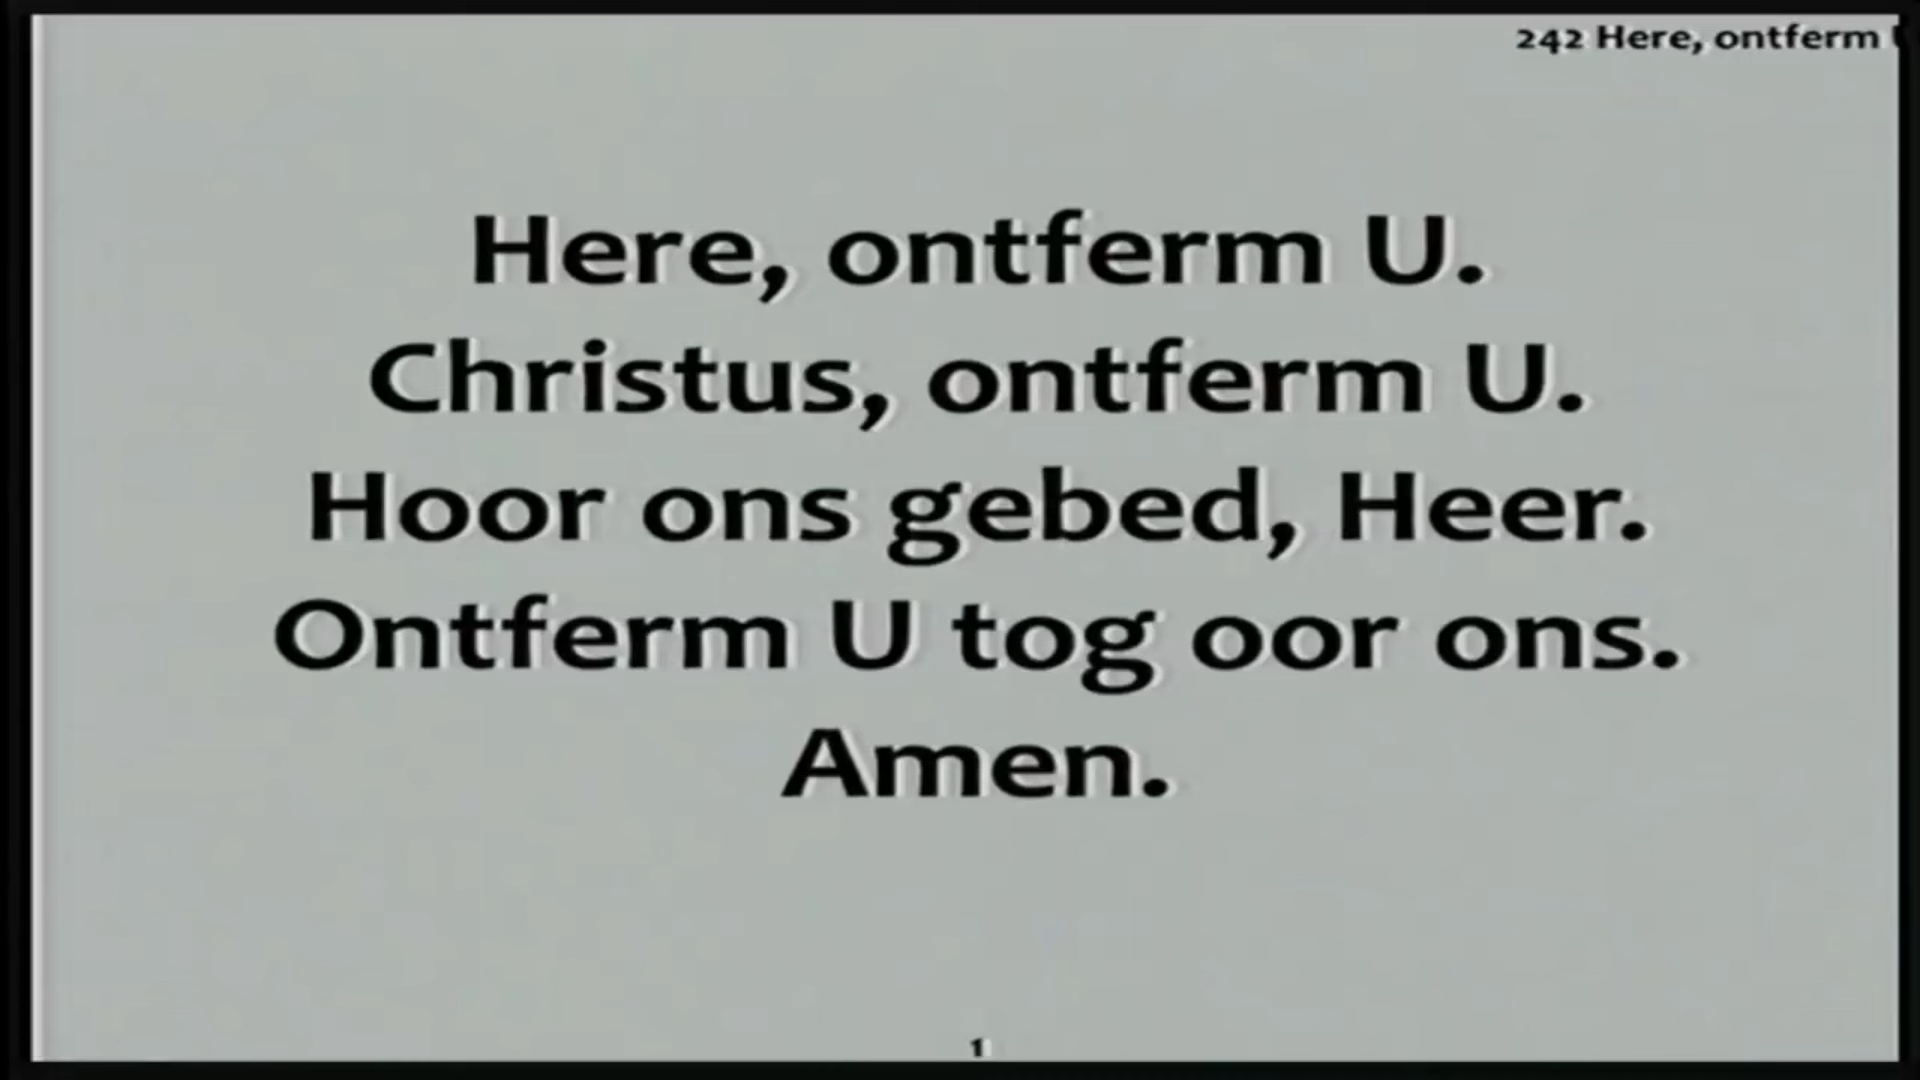 242 Here, ontferm
Here, ontferm U.
Christus, ontferm U.
Hoor ons gebed, Heer.
Ontferm U tog oor ons.
Amen.
1